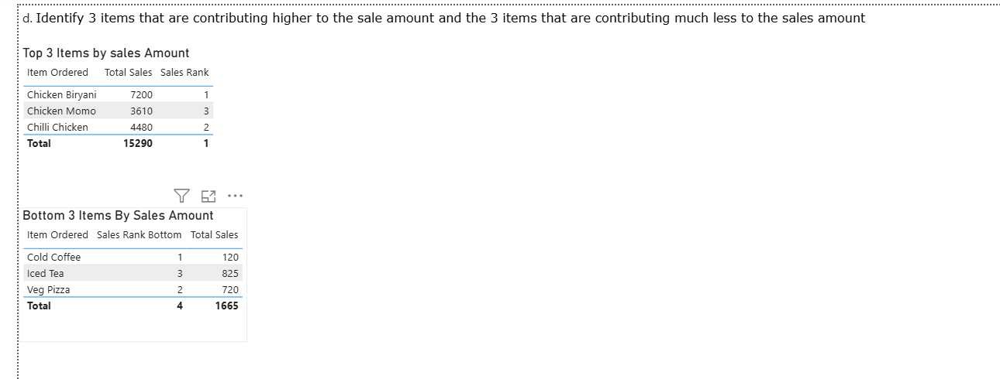 d. Identify 3 items that are contributing higher to the sale amount and the 3 items that are contributing much less to the sales amount
Top 3 Items by sales Amount
Item Ordered Total Sales Sales Rank
Chicken Biryani 7200 1
Chicken Momo 3610 3
Chilli Chicken 4480 2
Total 15290 1
Bottom 3 Items By Sales Amount
Item Ordered Sales Rank Bottom Total Sales
Cold Coffee 1 120
Iced Tea 3 825
Veg Pizza 2 720
Total 4 1665